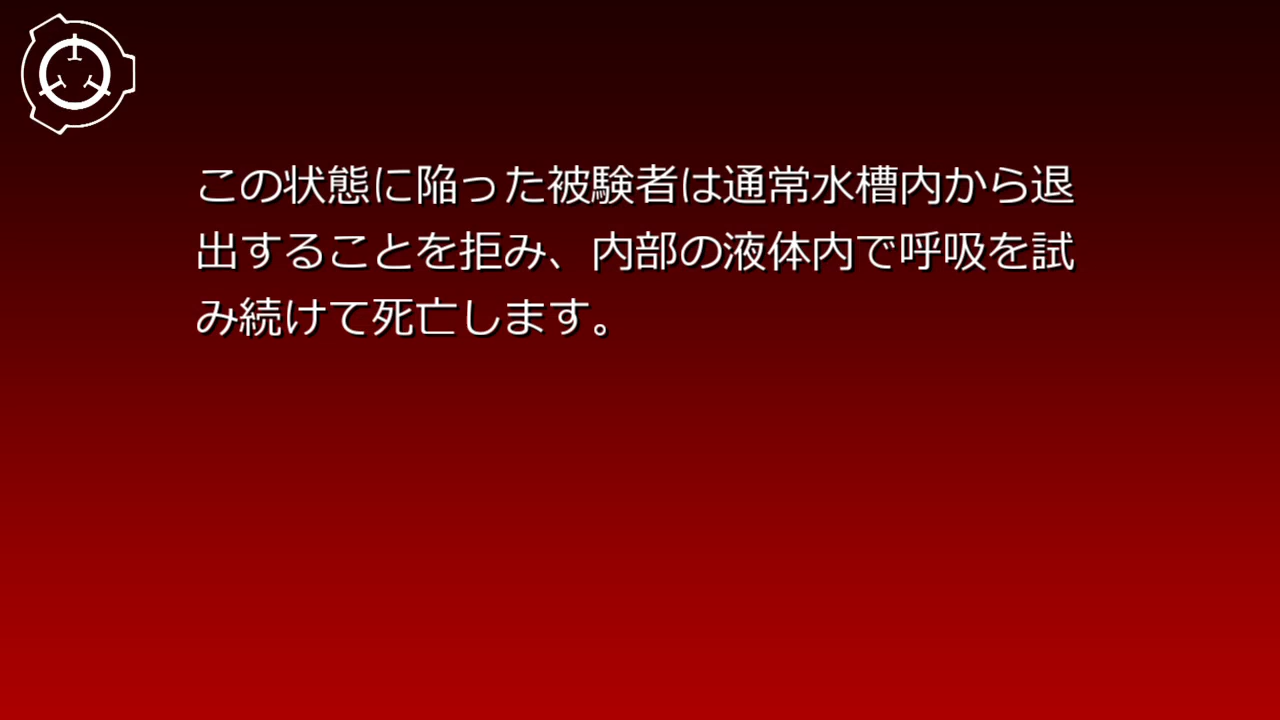 この状態に陥った被験者は通常水槽内から退
出することを拒み、内部の液体内で呼吸を試
み続けて死亡します。